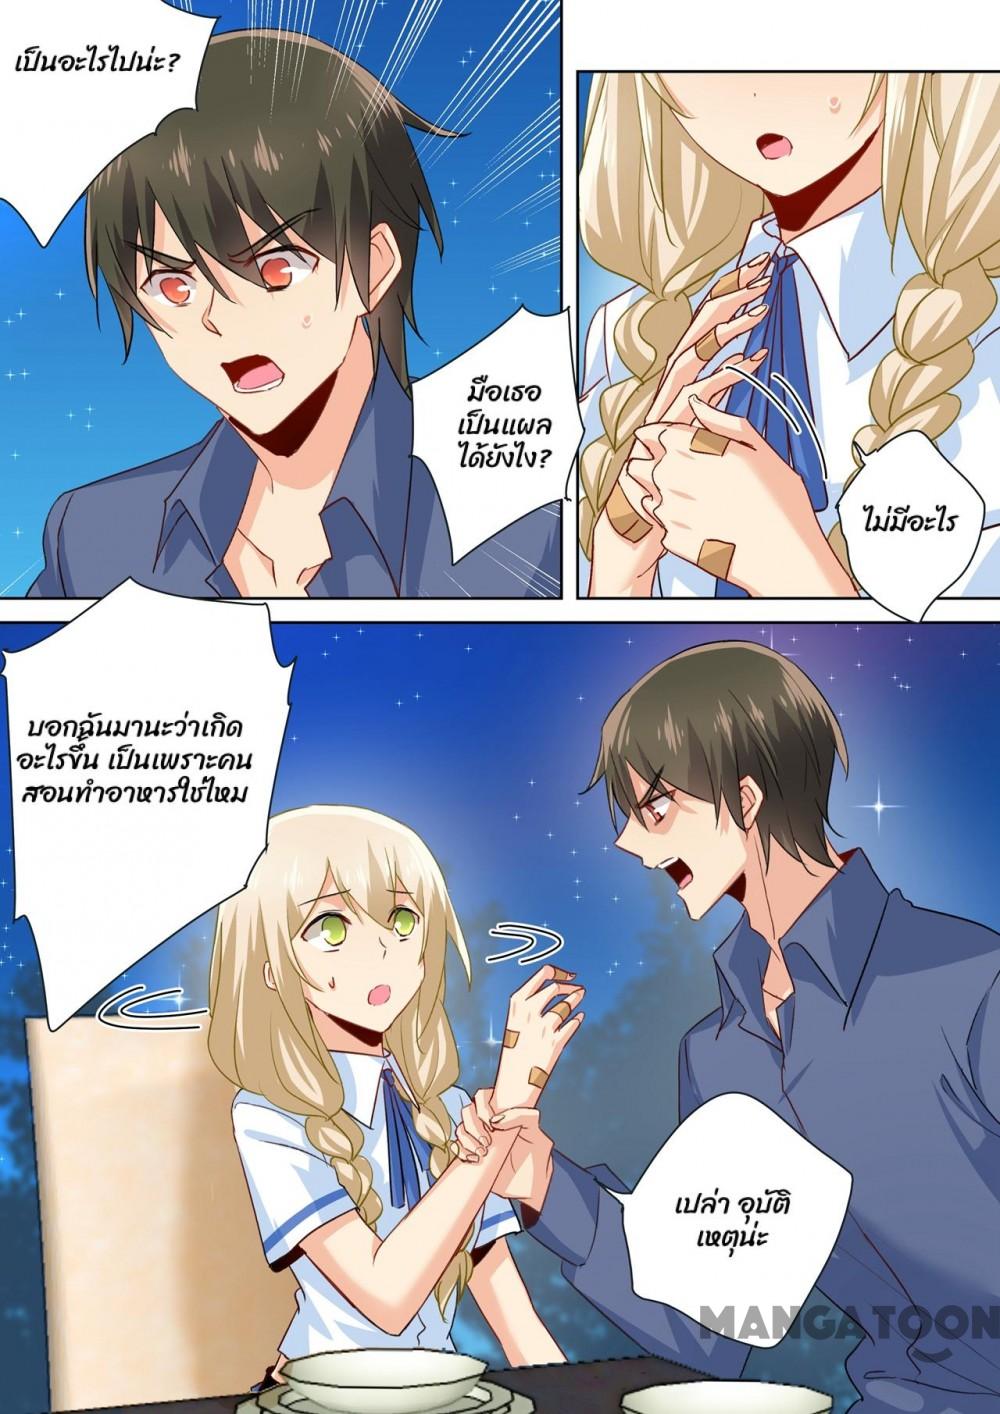 เป็นอะไรไปน่ะ?
มือเธอ
เป็นแผล
ได้ยังไง?
ไม่มีอะไร
บอกฉันมานะว่าเกิด
อะไรขึ้น เป็นเพราะคน
สอนทำอาหารใช่ไหม
เปล่า อุบัติ
เหตุน่ะ
MANGATOON